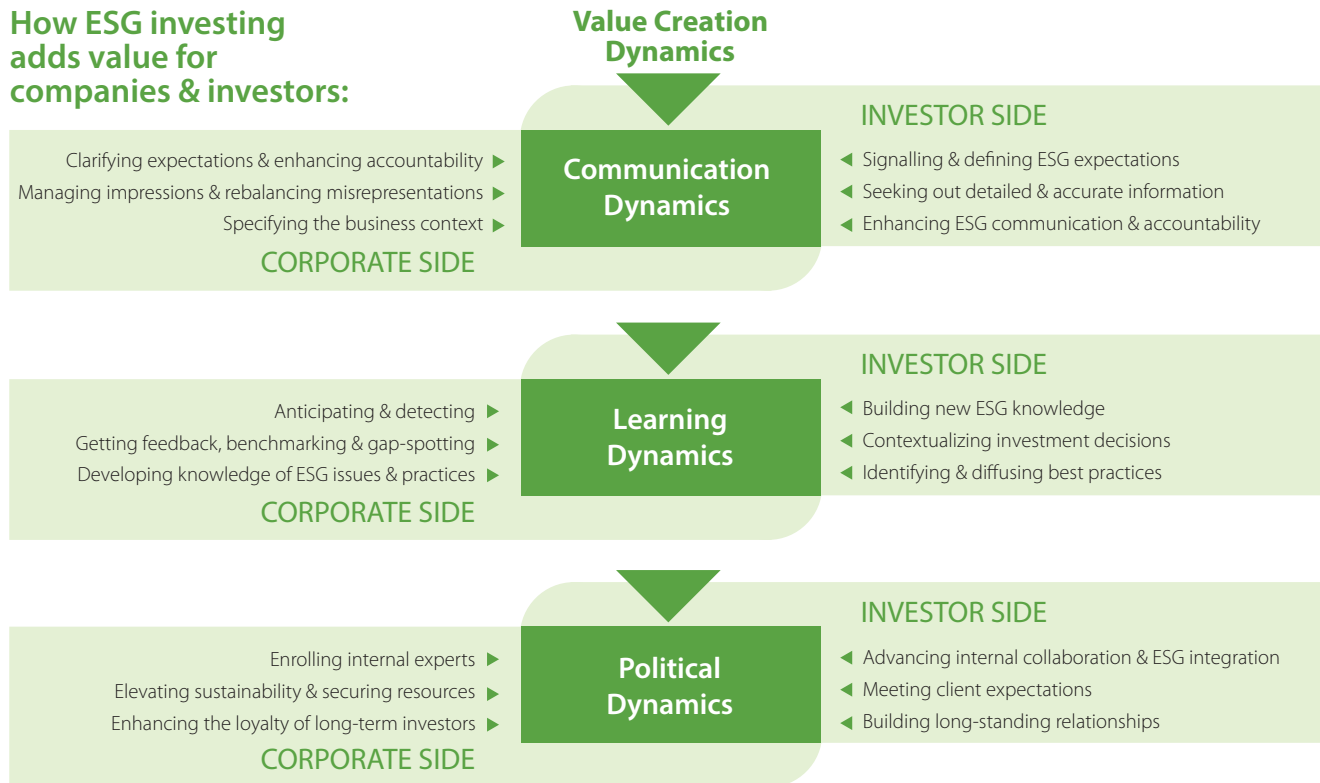 How ESG investing
adds value for
companies & investors:
Value Creation
Dynamics
Clarifying expectations & enhancing accountability
Managing impressions & rebalancing misrepresentations
Specifying the business context
CORPORATE SIDE
Communication
Dynamics
INVESTOR SIDE
Signalling & defining ESG expectations
Seeking out detailed & accurate information
Enhancing ESG communication & accountability
Anticipating & detecting
Getting feedback, benchmarking & gap-spotting
Developing knowledge of ESG issues & practices
CORPORATE SIDE
Learning
Dynamics
INVESTOR SIDE
Building new ESG knowledge
Contextualizing investment decisions
Identifying & diffusing best practices
Enrolling internal experts
Elevating sustainability & securing resources
Enhancing the loyalty of long-term investors
CORPORATE SIDE
Political
Dynamics
INVESTOR SIDE
Advancing internal collaboration & ESG integration
Meeting client expectations
Building long-standing relationships